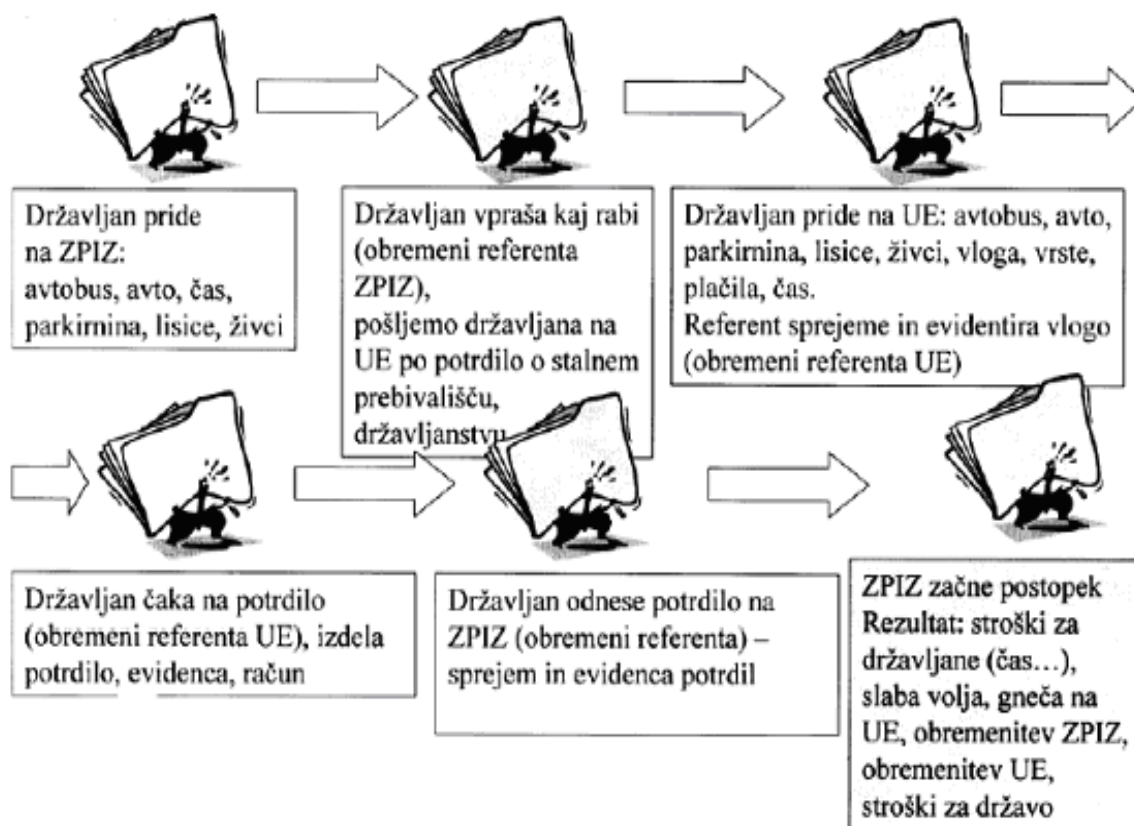 Državljan pride
na ZPIZ:
avtobus, avto, čas,
parkirnina, lisice, živci
Državljan vpraša kaj rabi
(obremeni referenta
ZPIZ),
pošljemo državljana na
UE po potrdilo o stalnem
prebivališču,
državljanstvu
Državljan pride na UE: avtobus, avto,
parkirnina, lisice, živci, vloga, vrste,
plačila, čas.
Referent sprejeme in evidentira vlogo
(obremeni referenta UE)
Državljan čaka na potrdilo
(obremeni referenta UE), izdela
potrdilo, evidenca, račun
Državljan odnese potrdilo na
ZPIZ (obremeni referenta) –
sprejem in evidenca potrdil
ZPIZ začne postopek
Rezultat: stroški za
državljane (čas…),
slaba volja, gneča na
UE, obremenitev ZPIZ,
obremenitev UE,
stroški za državo